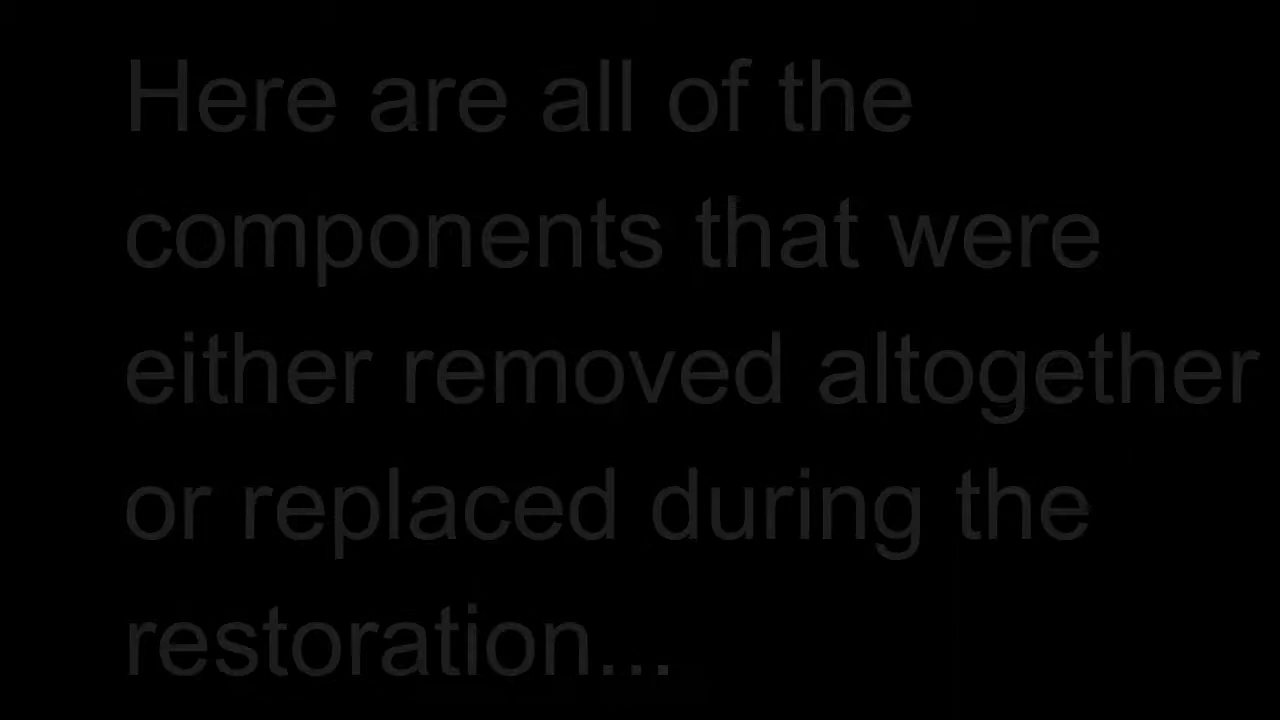 Here are all of the
components that were
either removed altogether
or replaced during the
restoration...